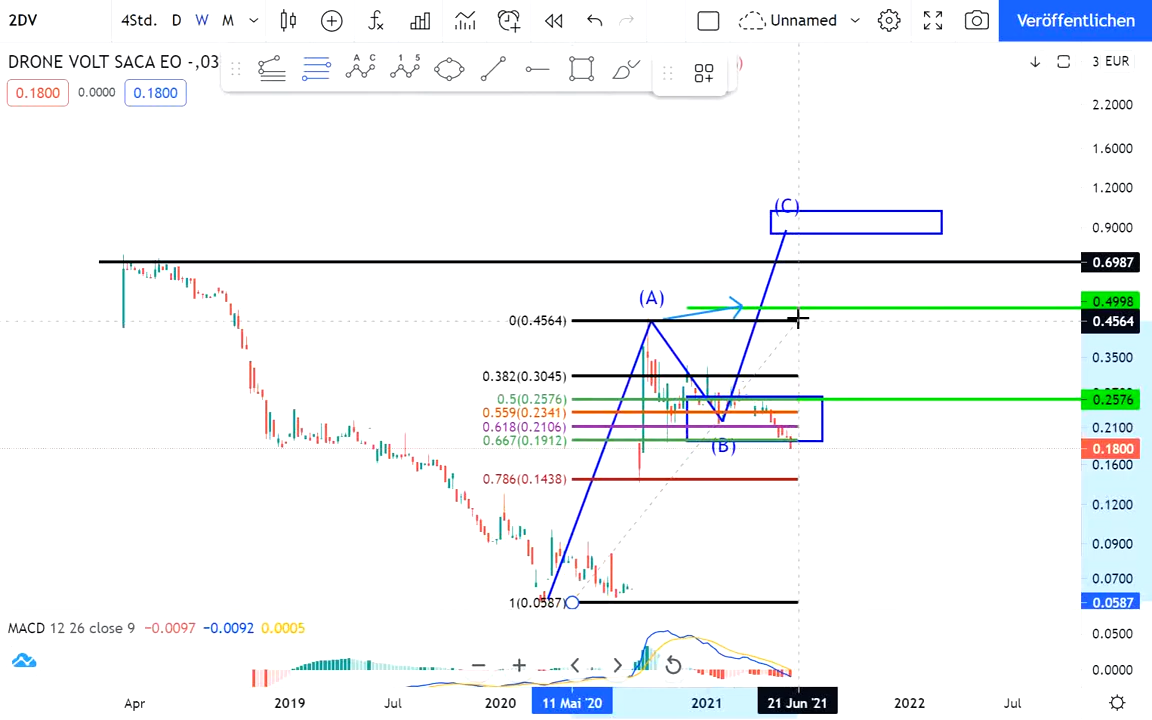 2DV 4Std. D W M Unnamed Veröffentlichen
DRONE VOLT SACA EO -,03
A C 1 5
3 EUR
0.1800 0.0000 0.1800
2.2000
1.6000
1.2000
(C)
0.9000
0.6987
(A)
0.4998
0(0.4564) 0.4564
0.3500
0.382(0.3045)
0.5(0.2576) 0.2576
0.559(0.2341)
0.618(0.2106) 0.2100
0.667(0.1912) (B) 0.1800
0.1600
0.786(0.1438)
0.1200
0.0900
0.0700
1(0.0587) 0.0587
MACD 12 26 close 9 −0.0097 −0.0092 0.0005 0.0500
0.0000
Apr 2019 Jul 2020 11 Mai '20 2021 21 Jun '21 2022 Jul